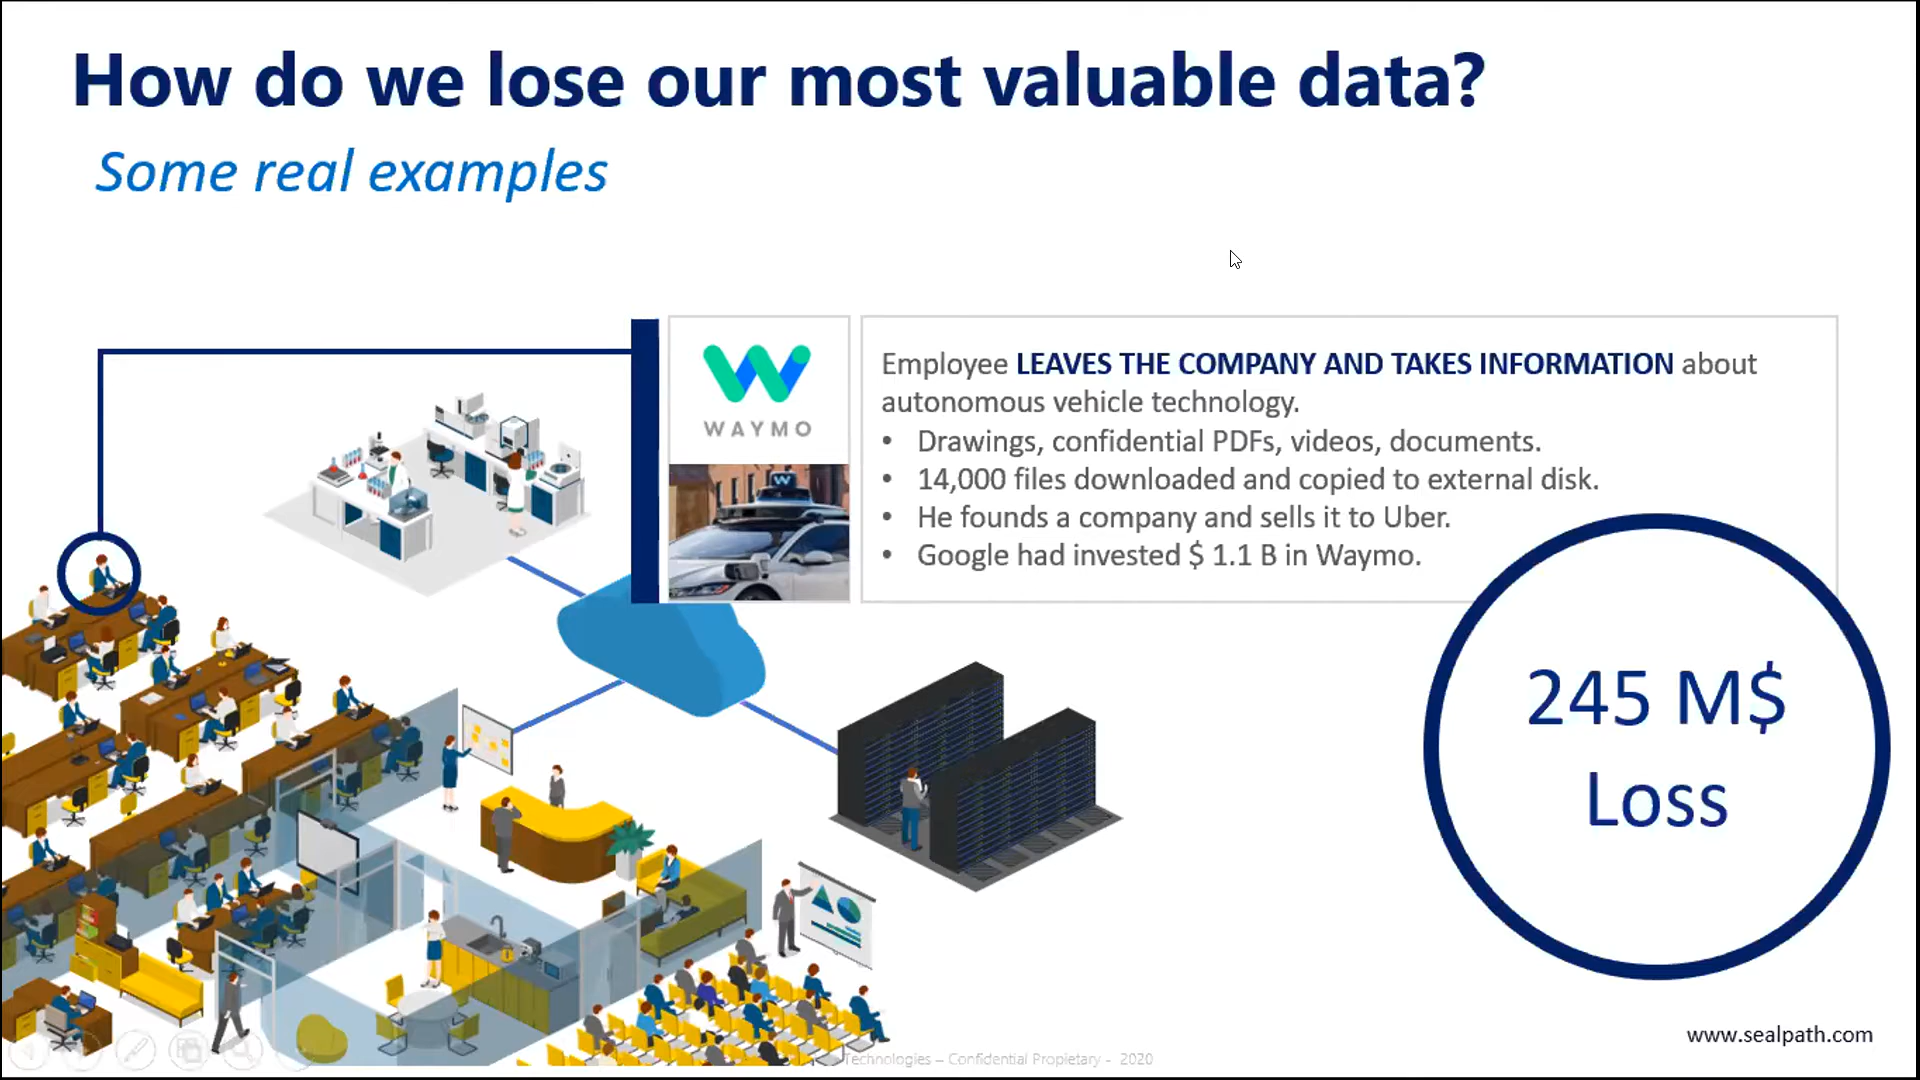 How do we lose our most valuable data?
Some real examples
WAYMO
Employee LEAVES THE COMPANY AND TAKES INFORMATION about
autonomous vehicle technology.
• Drawings, confidential PDFs, videos, documents.
• 14,000 files downloaded and copied to external disk.
• He founds a company and sells it to Uber.
• Google had invested $ 1.1 B in Waymo.
245 M$
Loss
www.sealpath.com
Technologies – Confidential Propietary - 2020